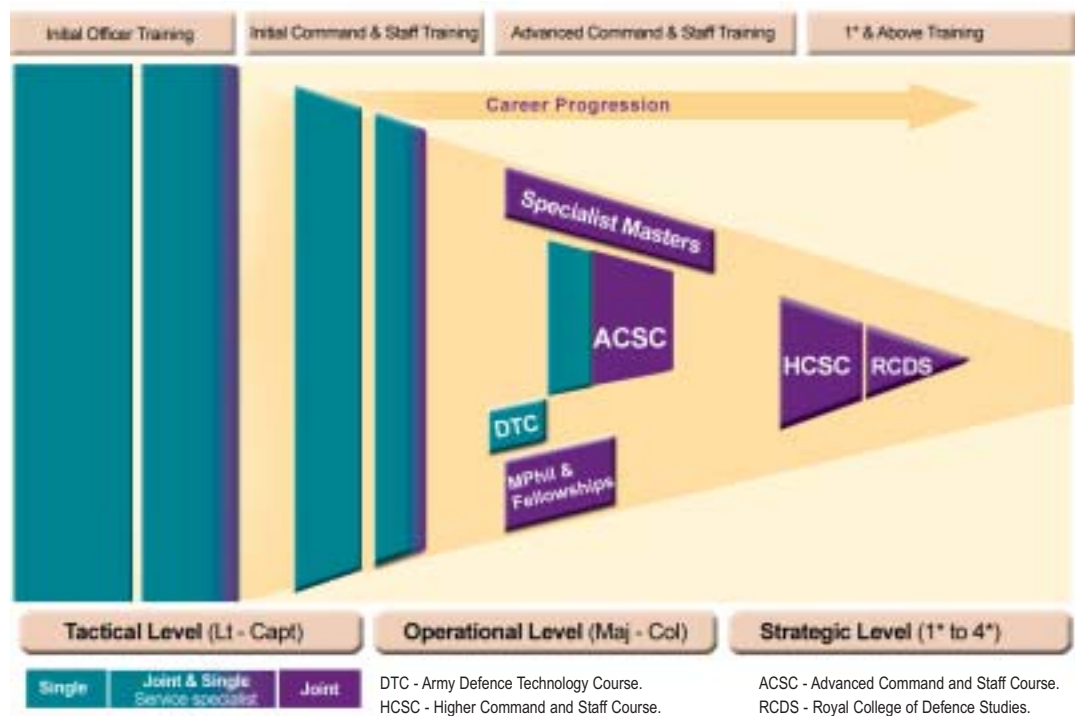 Initial Officer Training
Initial Command & Staff Training
Advanced Command & Staff Training
1* & Above Training
Career Progression
Specialist Masters
ACSC
HCSC
RCDS
DTC
MPhil &
Fellowships
Tactical Level (Lt - Capt)
Operational Level (Maj - Col)
Strategic Level (1* to 4*)
Single
Joint & Single
Service specialist
Joint
DTC - Army Defence Technology Course.
HCSC - Higher Command and Staff Course.
ACSC - Advanced Command and Staff Course.
RCDS - Royal College of Defence Studies.